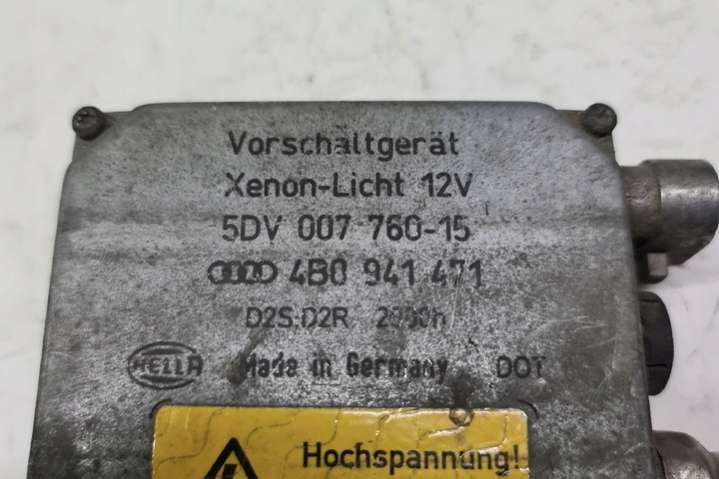 Vorschaltgerät
Xenon-Licht 12V
5DV 007 760-15
4B0 941 471
D2S:D2R 2000h
HELLA Made in Germany DOT
Hochspannung!